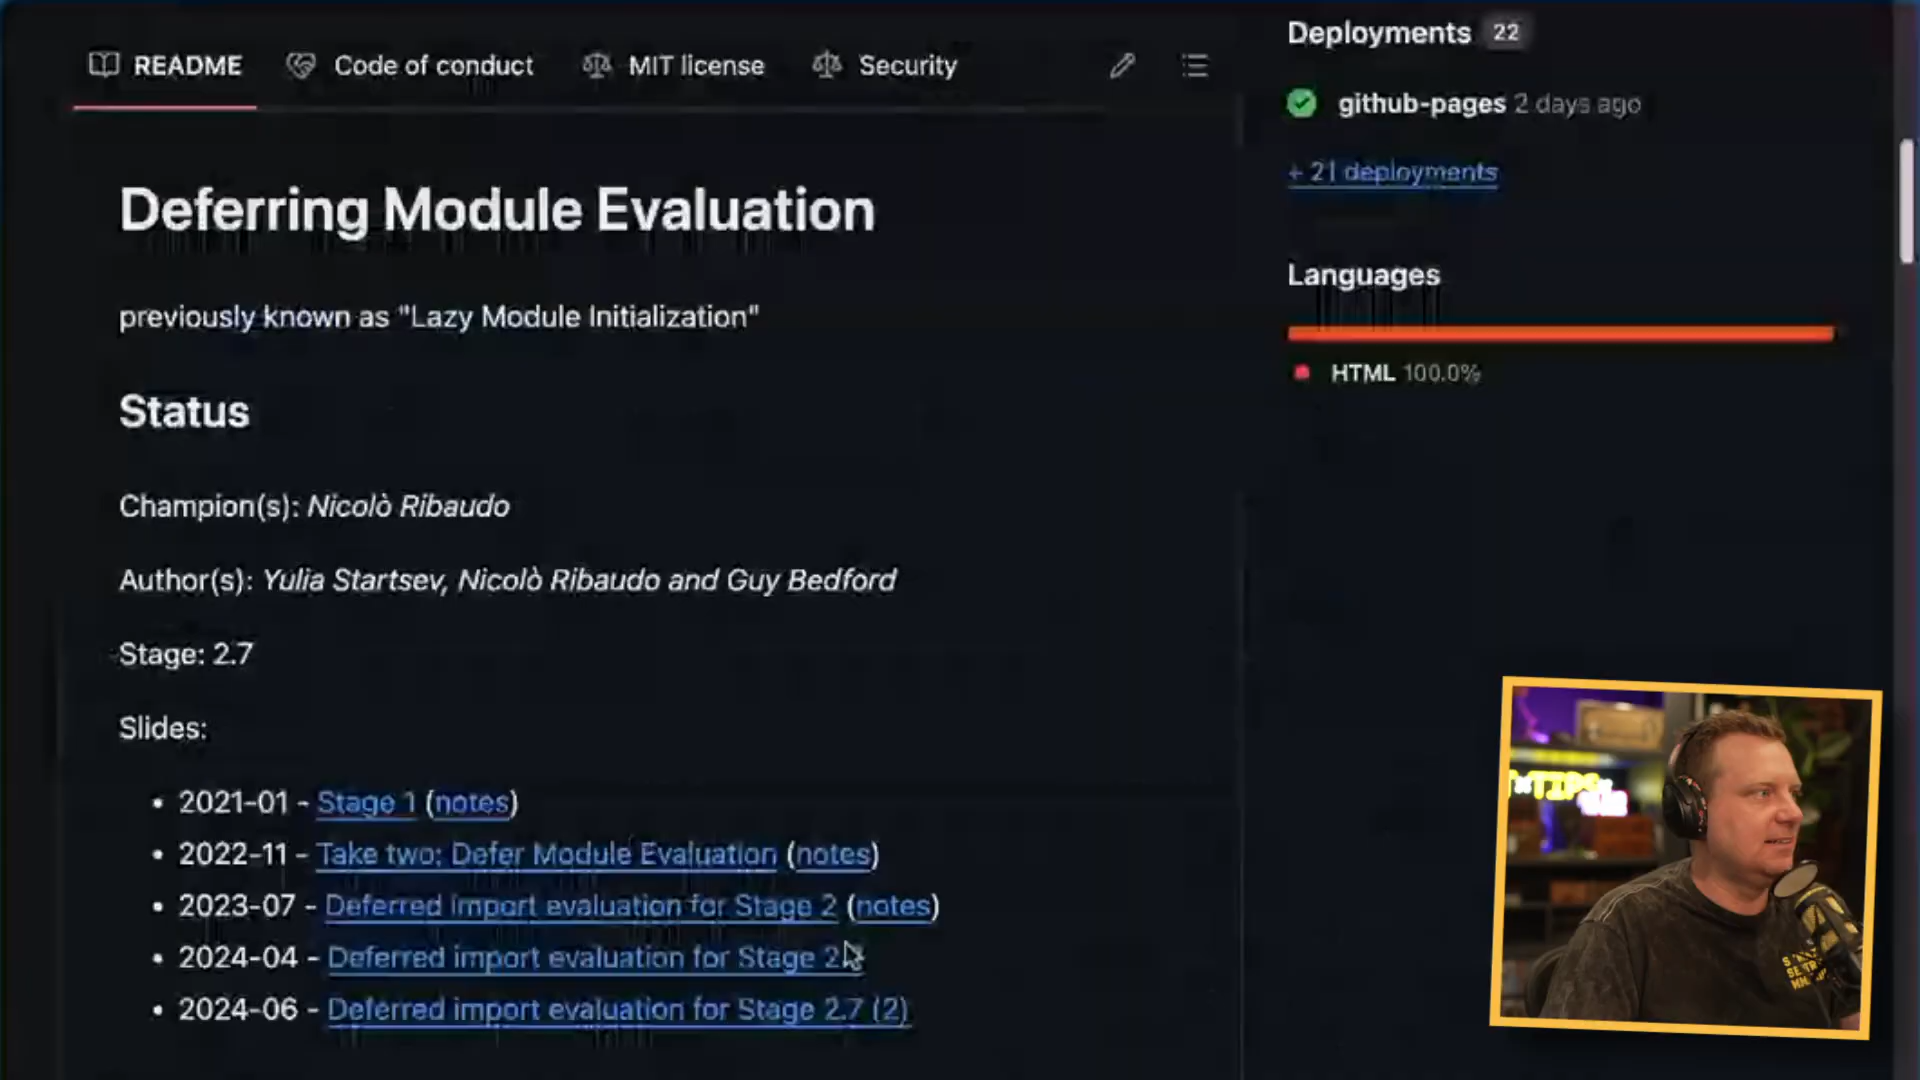 README
Code of conduct
MIT license
Security
Deferring Module Evaluation
previously known as "Lazy Module Initialization"
Status
Champion(s): Nicolò Ribaudo
Author(s): Yulia Startsev, Nicolò Ribaudo and Guy Bedford
Stage: 2.7
Slides:
• 2021-01 - Stage 1 (notes)
• 2022-11 - Take two: Defer Module Evaluation (notes)
• 2023-07 - Deferred import evaluation for Stage 2 (notes)
• 2024-04 - Deferred import evaluation for Stage
• 2024-06 - Deferred import evaluation for Stage 2.7 (2)
Deployments 22
github-pages 2 days ago
+ 21 deployments
Languages
HTML 100.0%
TIPS